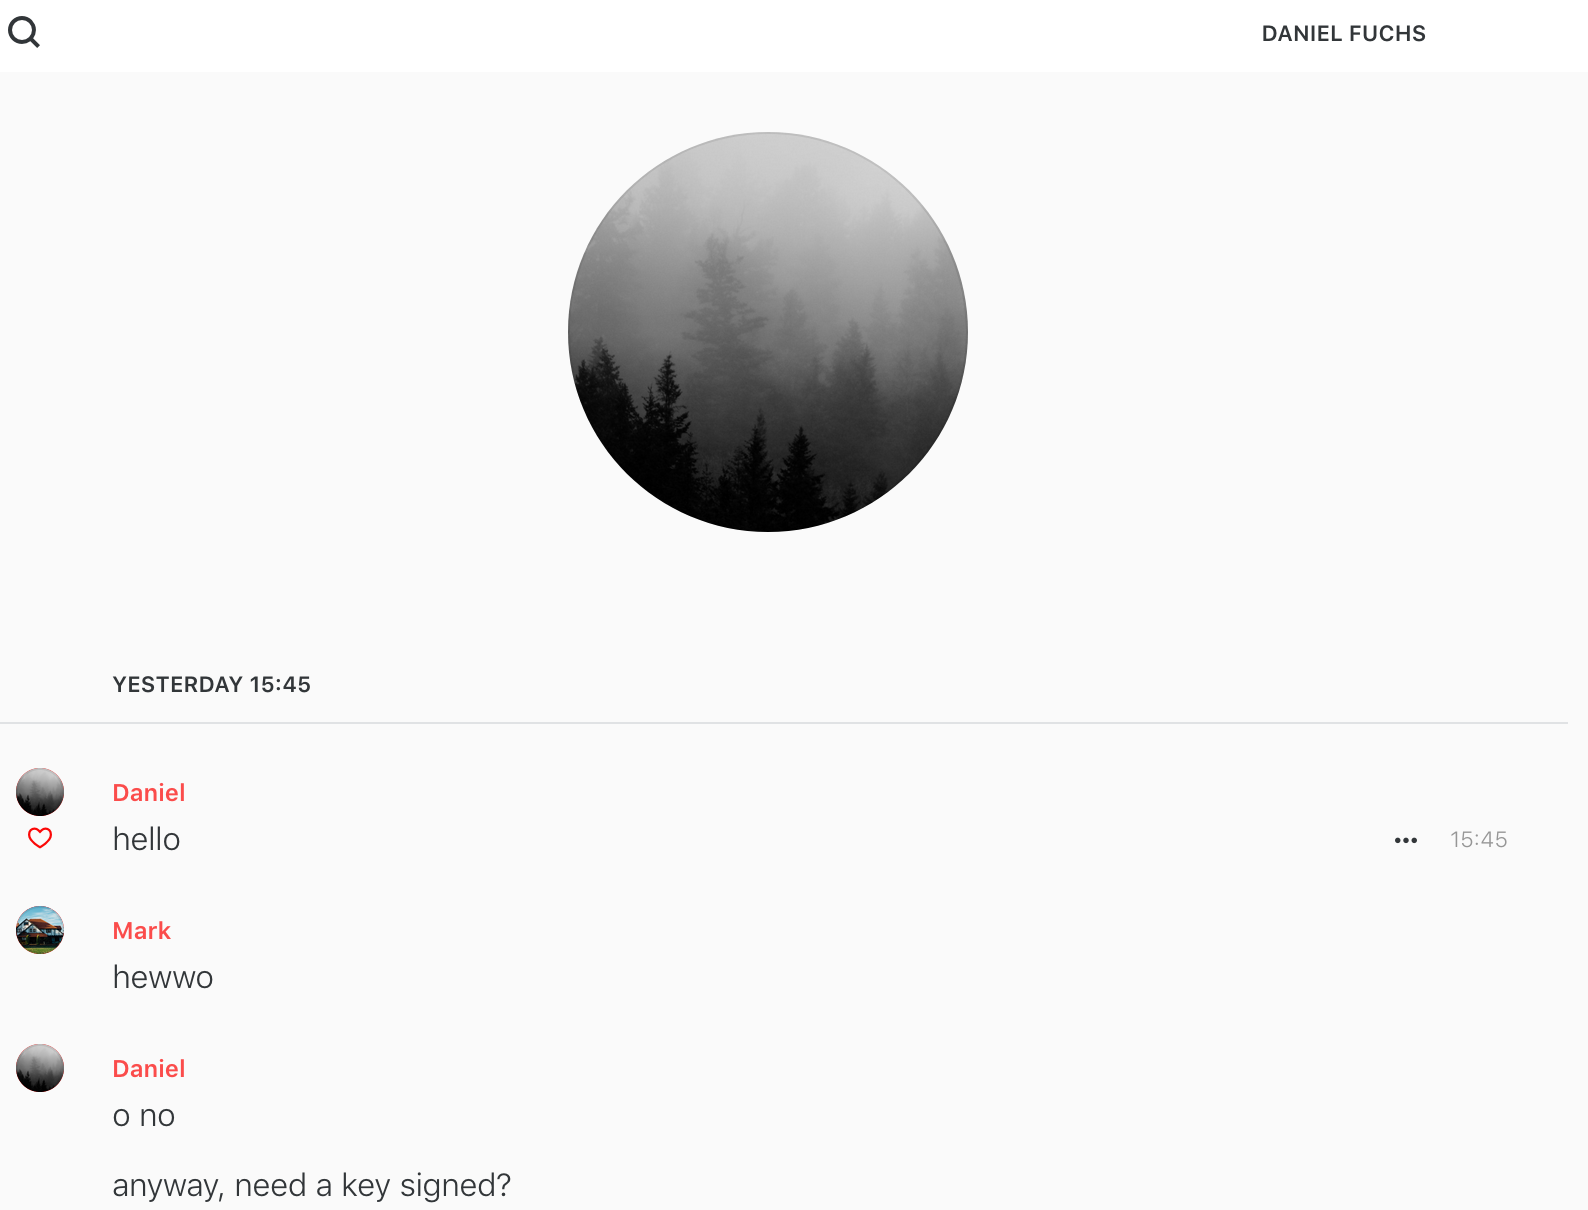 DANIEL FUCHS
YESTERDAY 15:45
Daniel
hello
15:45
Mark
hewwo
Daniel
o no
anyway, need a key signed?